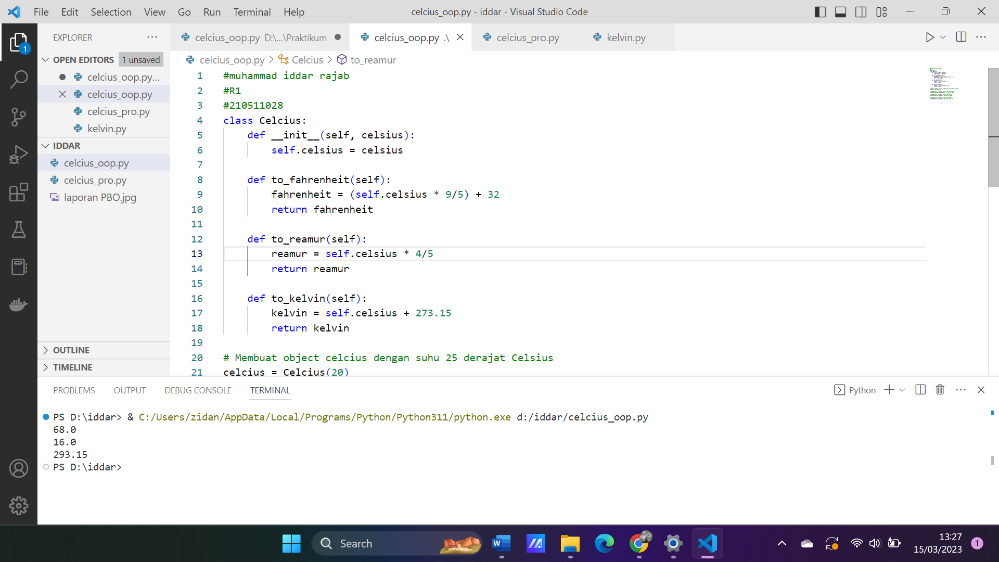 File Edit Selection View Go Run Terminal Help celcius_oop.py - iddar - Visual Studio Code
EXPLORER ···
celcius_oop.py D:\...\Praktikum
celcius_oop.py .\
celcius_pro.py
kelvin.py
OPEN EDITORS 1 unsaved
celcius_oop.py...
celcius_oop.py
celcius_pro.py
kelvin.py
IDDAR
celcius_oop.py
celcius_pro.py
laporan PBO.jpg
OUTLINE
TIMELINE
celcius_oop.py > Celcius > to_reamur
1 #muhammad iddar rajab
2 #R1
3 #210511028
4 class Celcius:
5 def __init__(self, celsius):
6 self.celsius = celsius
7
8 def to_fahrenheit(self):
9 fahrenheit = (self.celsius * 9/5) + 32
10 return fahrenheit
11
12 def to_reamur(self):
13 reamur = self.celsius * 4/5
14 return reamur
15
16 def to_kelvin(self):
17 kelvin = self.celsius + 273.15
18 return kelvin
19
20 # Membuat object celcius dengan suhu 25 derajat Celsius
21 celcius = Celcius(20)
PROBLEMS OUTPUT DEBUG CONSOLE TERMINAL Python
PS D:\iddar> & C:/Users/zidan/AppData/Local/Programs/Python/Python311/python.exe d:/iddar/celcius_oop.py
68.0
16.0
293.15
PS D:\iddar>
1
Search
13:27
15/03/2023
1